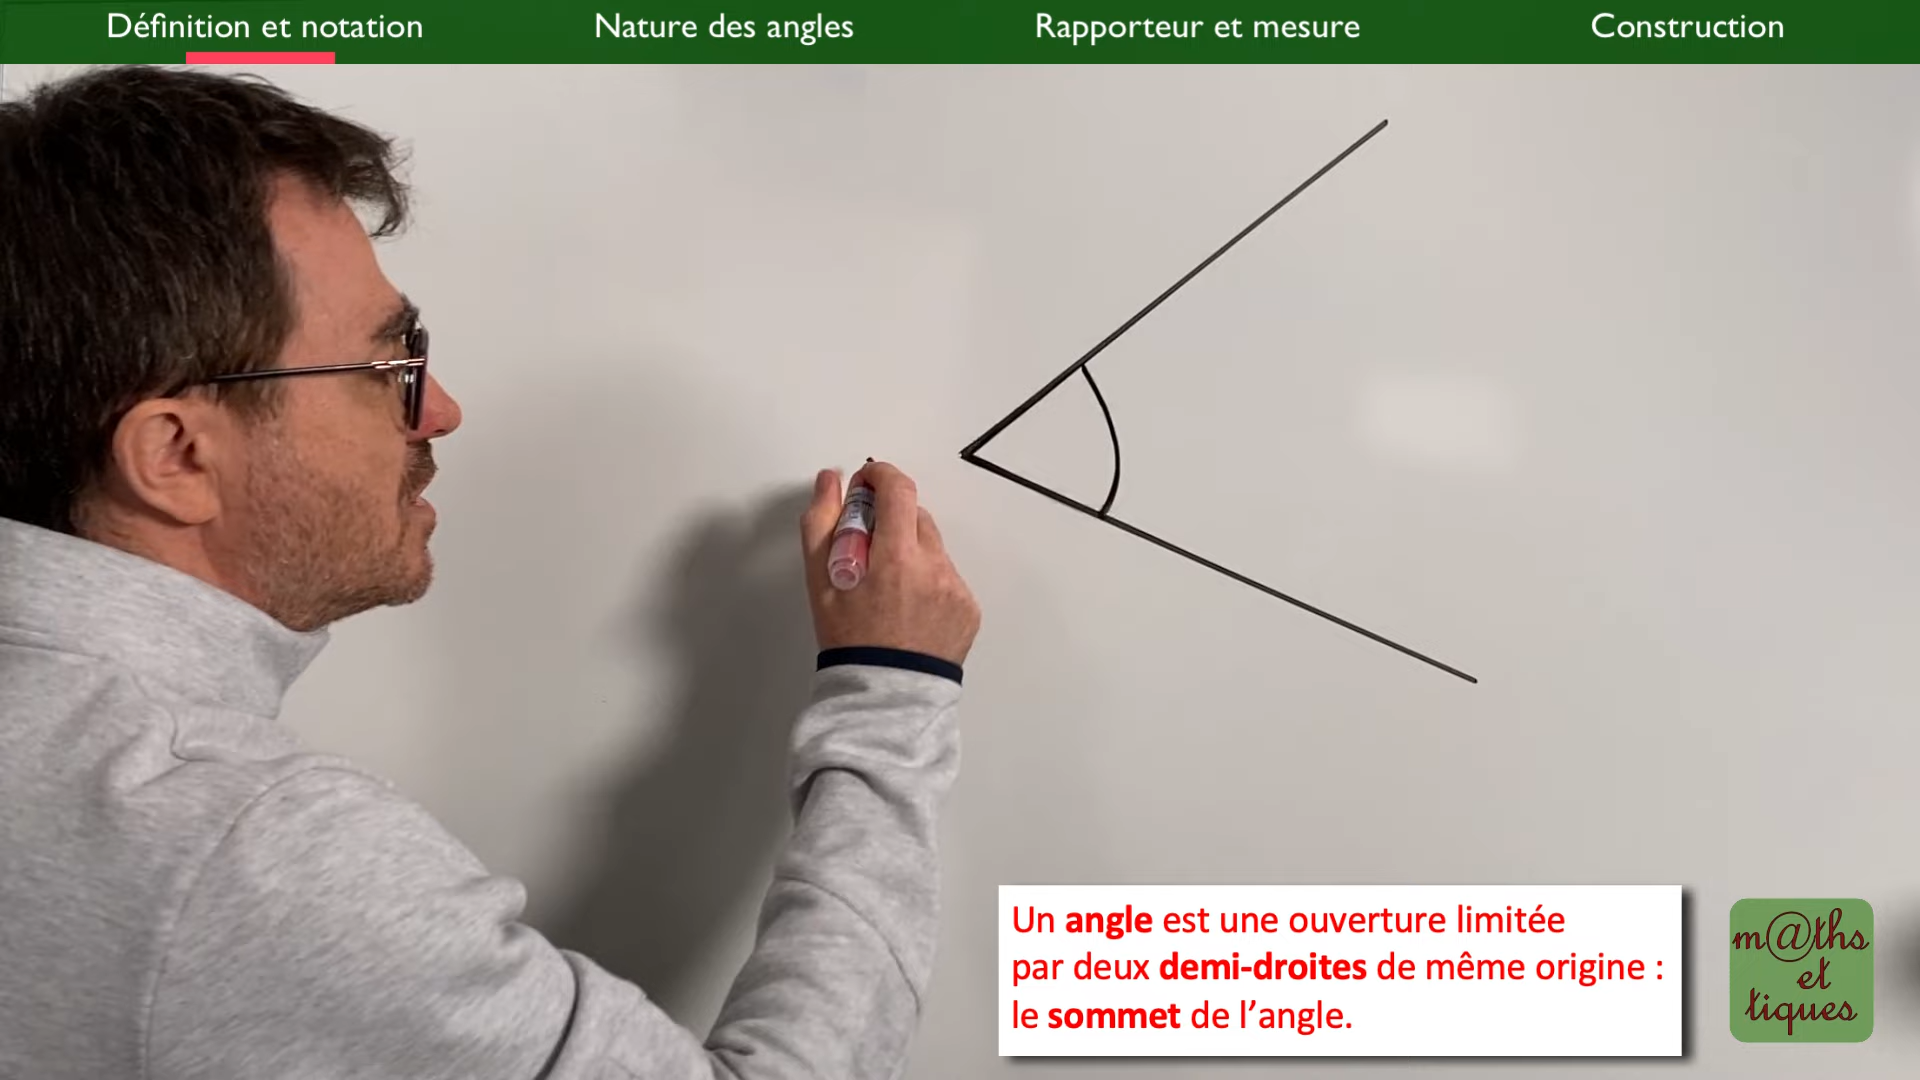 Définition et notation
Nature des angles
Rapporteur et mesure
Construction
Un angle est une ouverture limitée
par deux demi-droites de même origine :
le sommet de l’angle.
m@ths
et
tiques